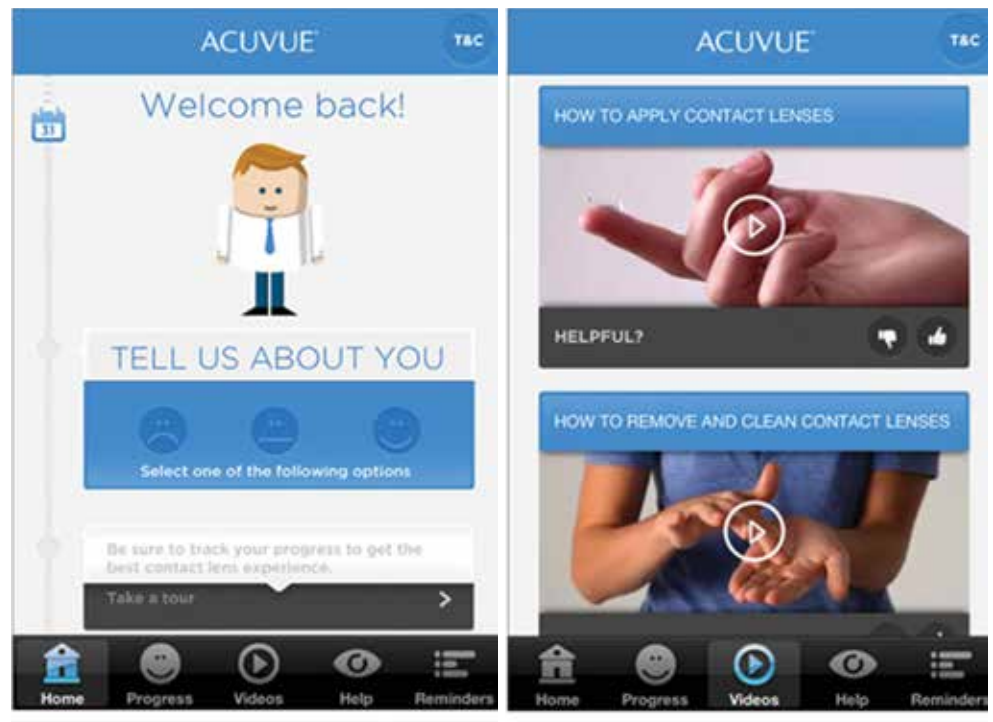 ACUVUE
T&C
31
Welcome back!
TELL US ABOUT YOU
Select one of the following options
Be sure to track your progress to get the
best contact lens experience.
Take a tour
Home
Progress
Videos
Help
Reminders
ACUVUE
T&C
HOW TO APPLY CONTACT LENSES
HELPFUL?
HOW TO REMOVE AND CLEAN CONTACT LENSES
Home
Progress
Videos
Help
Reminders